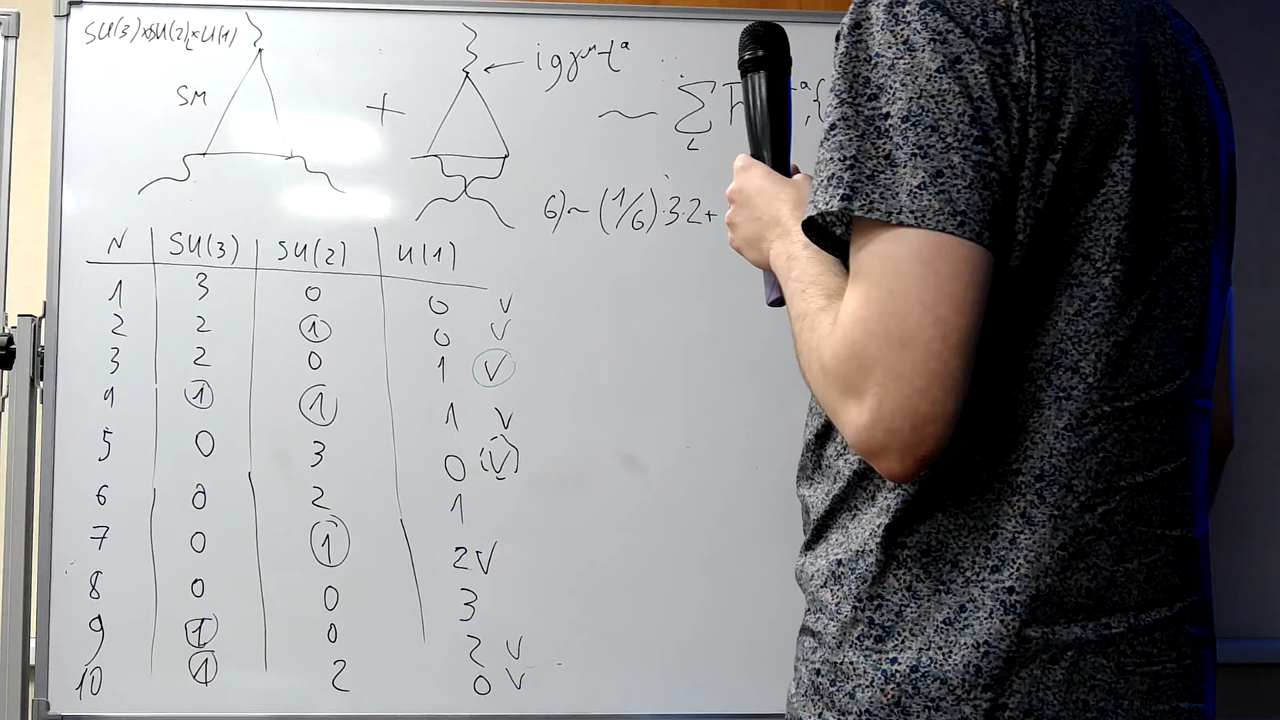 SU(3)×SU(2)_L×U(1)
SM
+
← igγ^μ t^a
~ Σ_L
6) ~ (1/6)·3·2+
N | SU(3) | SU(2) | U(1)
1 | 3 | 0 | 0 V
2 | 2 | 1 | 0 V
3 | 2 | 0 | 1 V
4 | 1 | 1 | 1 V
5 | 0 | 3 | 0 (V)
6 | 0 | 2 | 1
7 | 0 | 1 | 2 V
8 | 0 | 0 | 3
9 | 1 | 0 | 2 V
10 | 1 | 2 | 0 V